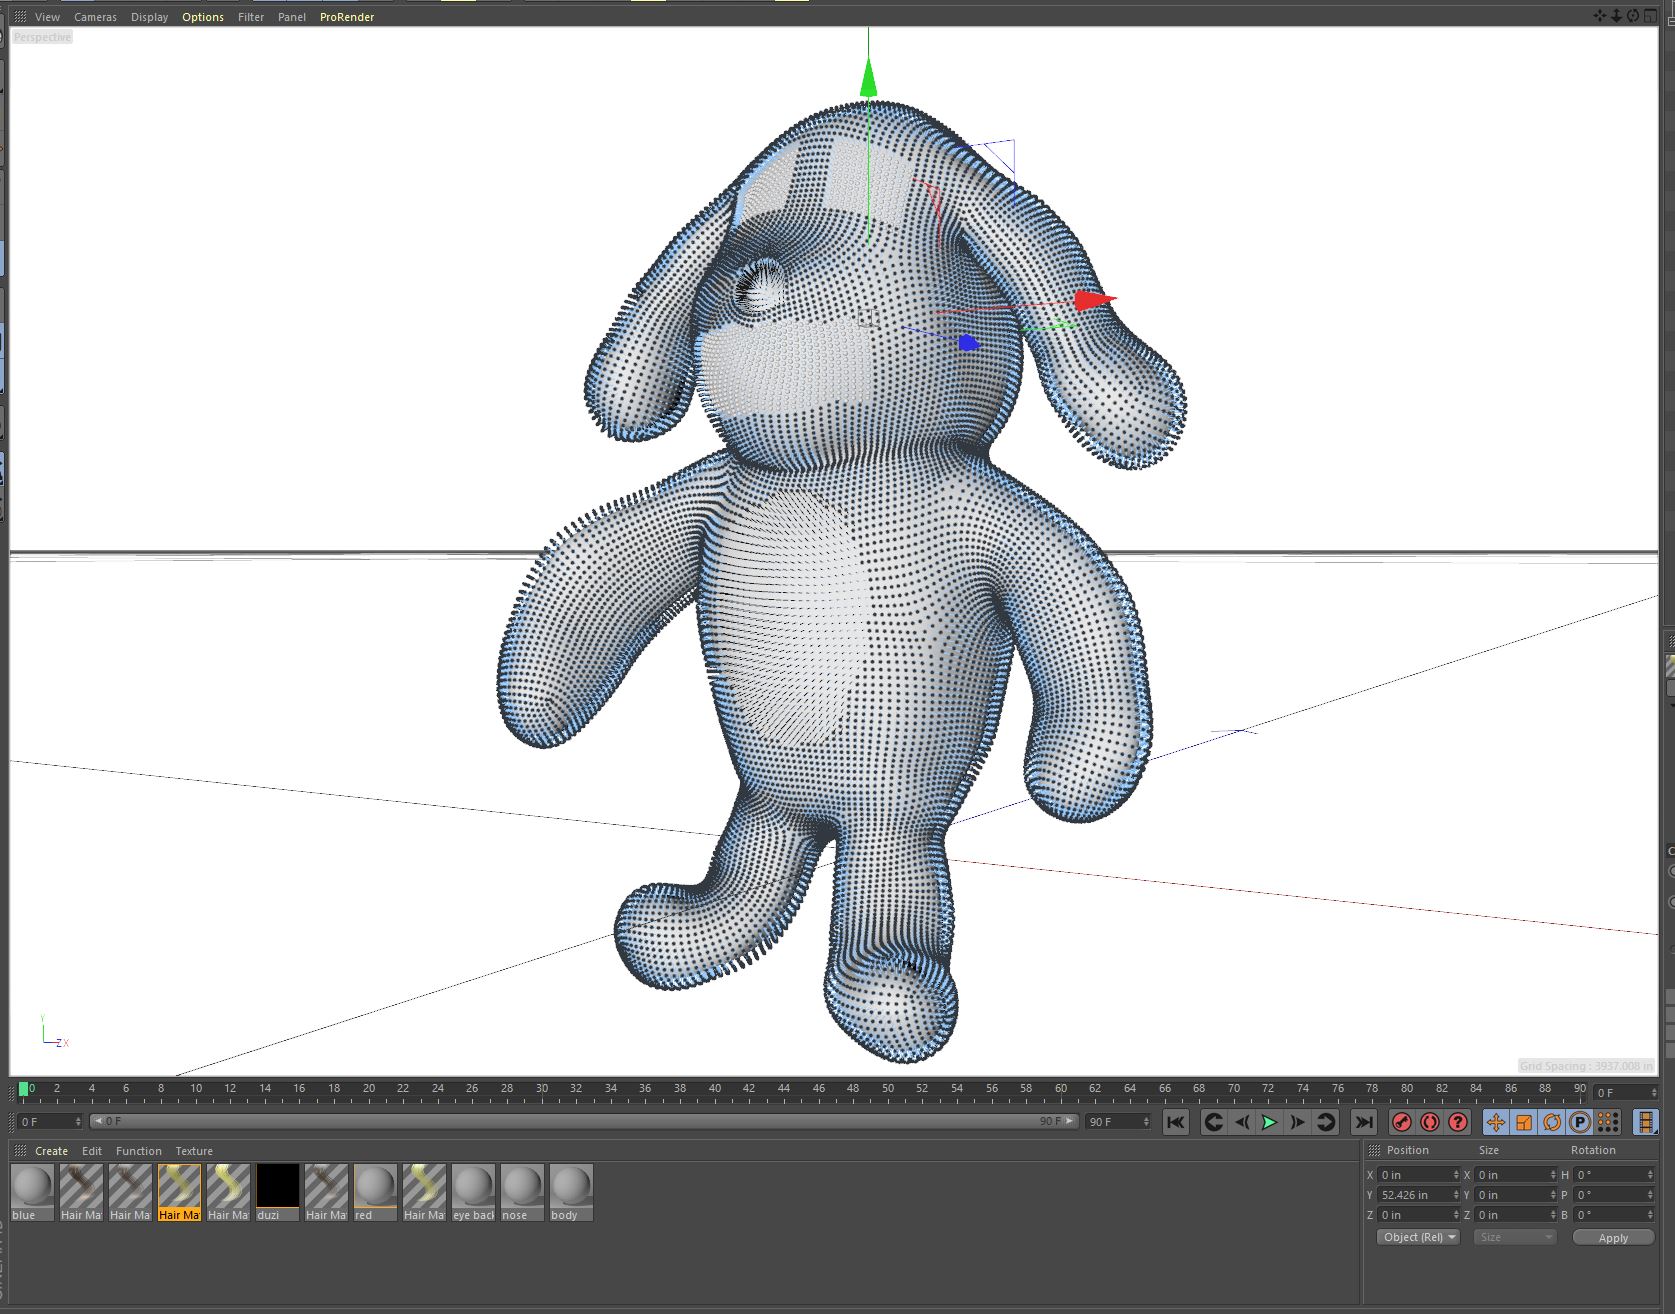 View Cameras Display Options Filter Panel ProRender
Perspective
Y
Z X
Grid Spacing : 3937.008 in
0 2 4 6 8 10 12 14 16 18 20 22 24 26 28 30 32 34 36 38 40 42 44 46 48 50 52 54 56 58 60 62 64 66 68 70 72 74 76 78 80 82 84 86 88 90 0 F
0 F 0 F 90 F 90 F
Create Edit Function Texture
blue Hair Ma Hair Ma Hair Ma Hair Ma duzi Hair Ma red Hair Ma eye back nose body
Position Size Rotation
X 0 in X 0 in H 0 °
Y 52.426 in Y 0 in P 0 °
Z 0 in Z 0 in B 0 °
Object (Rel) Size Apply